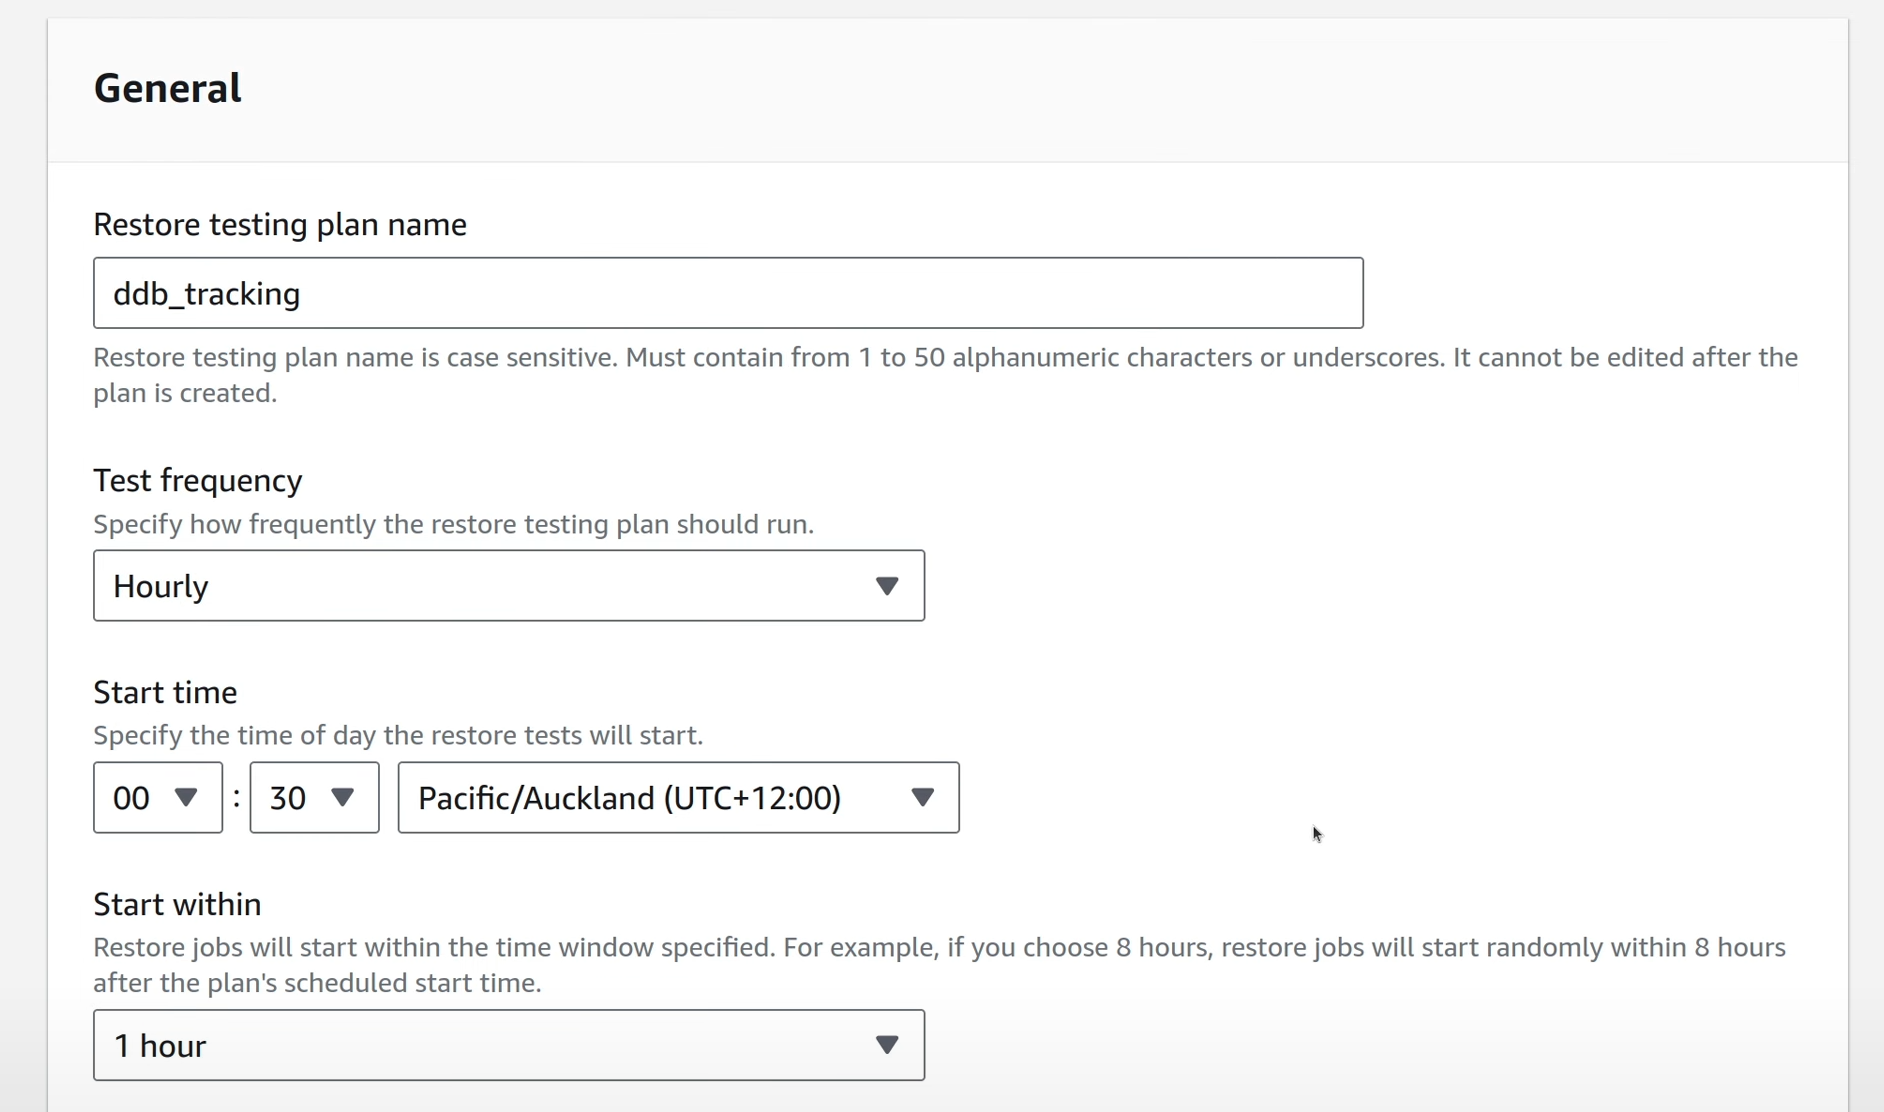 General
Restore testing plan name
ddb_tracking
Restore testing plan name is case sensitive. Must contain from 1 to 50 alphanumeric characters or underscores. It cannot be edited after the
plan is created.
Test frequency
Specify how frequently the restore testing plan should run.
Hourly
Start time
Specify the time of day the restore tests will start.
00 : 30 Pacific/Auckland (UTC+12:00)
Start within
Restore jobs will start within the time window specified. For example, if you choose 8 hours, restore jobs will start randomly within 8 hours
after the plan's scheduled start time.
1 hour